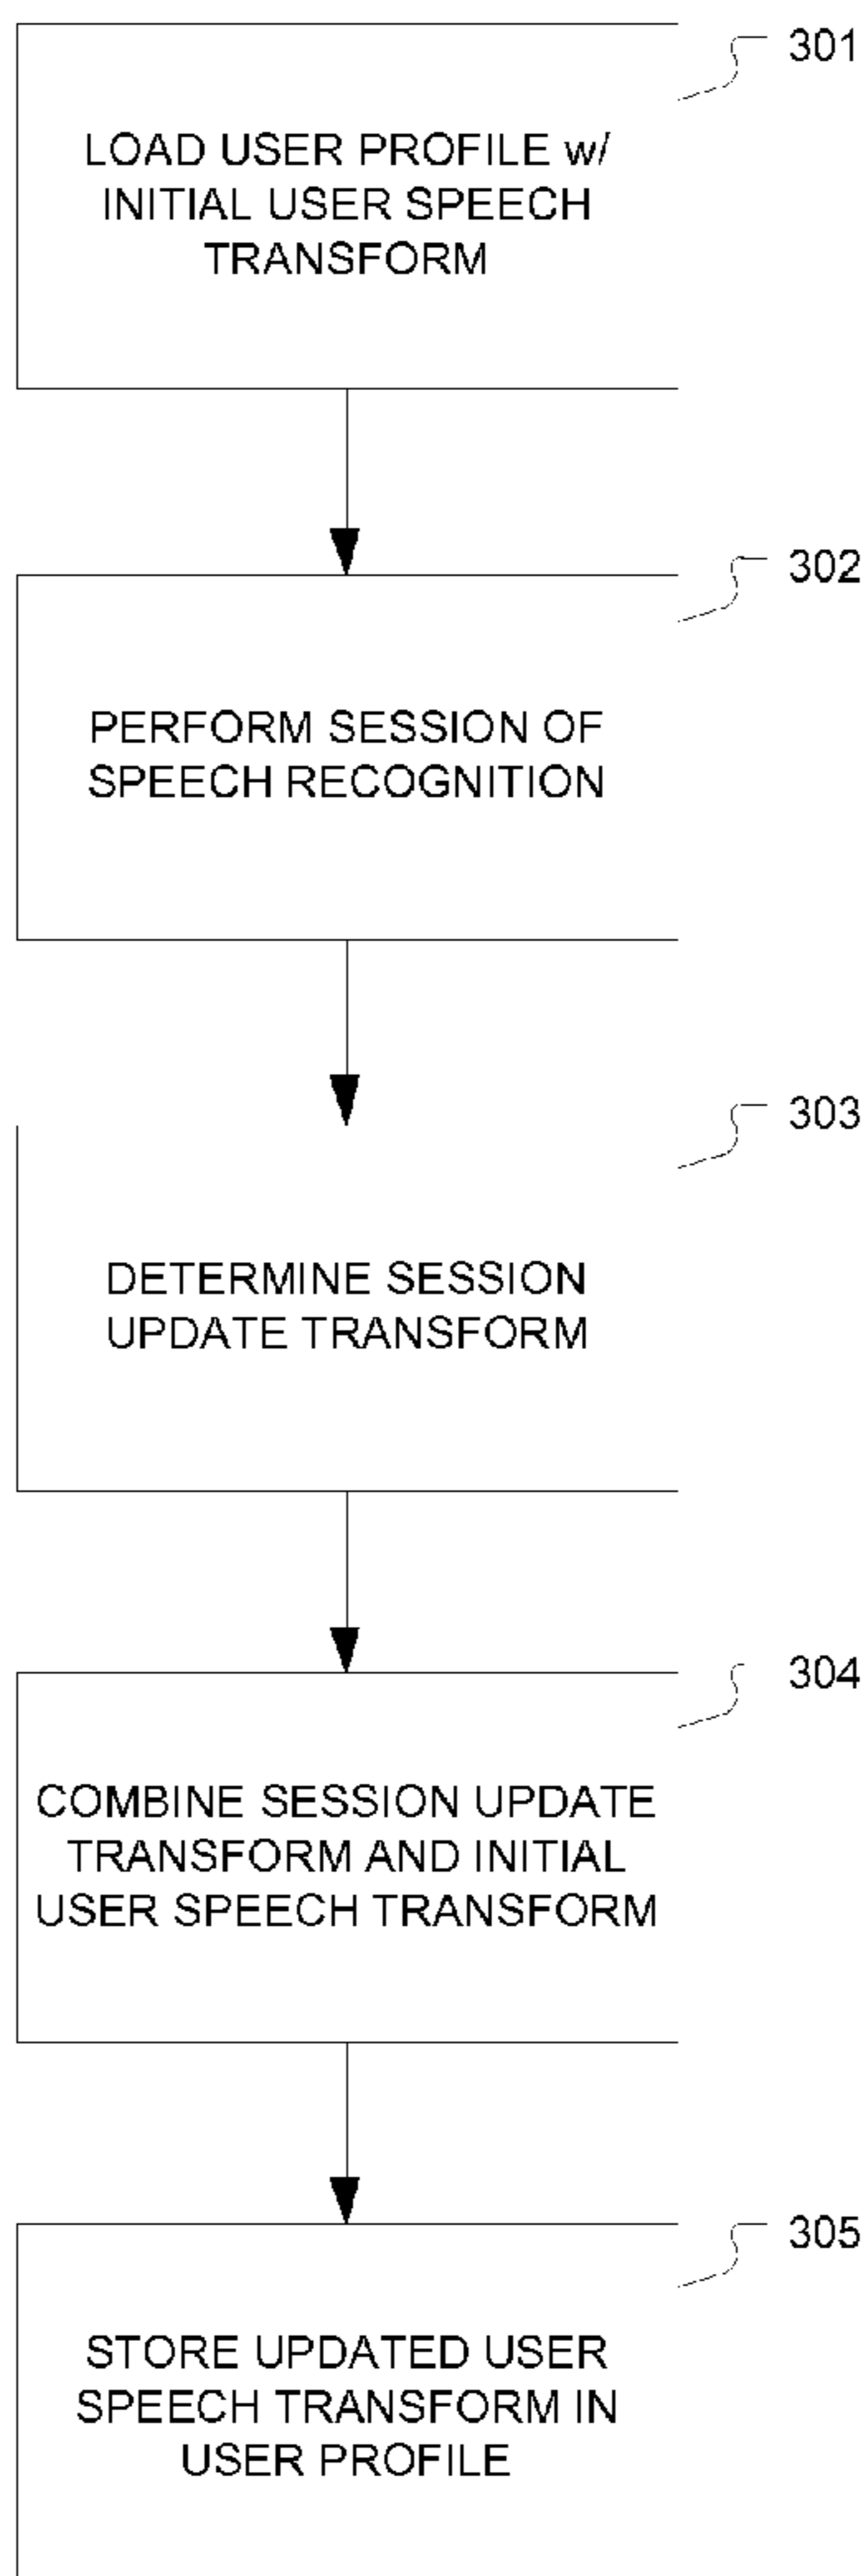 301
LOAD USER PROFILE w/
INITIAL USER SPEECH
TRANSFORM
302
PERFORM SESSION OF
SPEECH RECOGNITION
303
DETERMINE SESSION
UPDATE TRANSFORM
304
COMBINE SESSION UPDATE
TRANSFORM AND INITIAL
USER SPEECH TRANSFORM
305
STORE UPDATED USER
SPEECH TRANSFORM IN
USER PROFILE